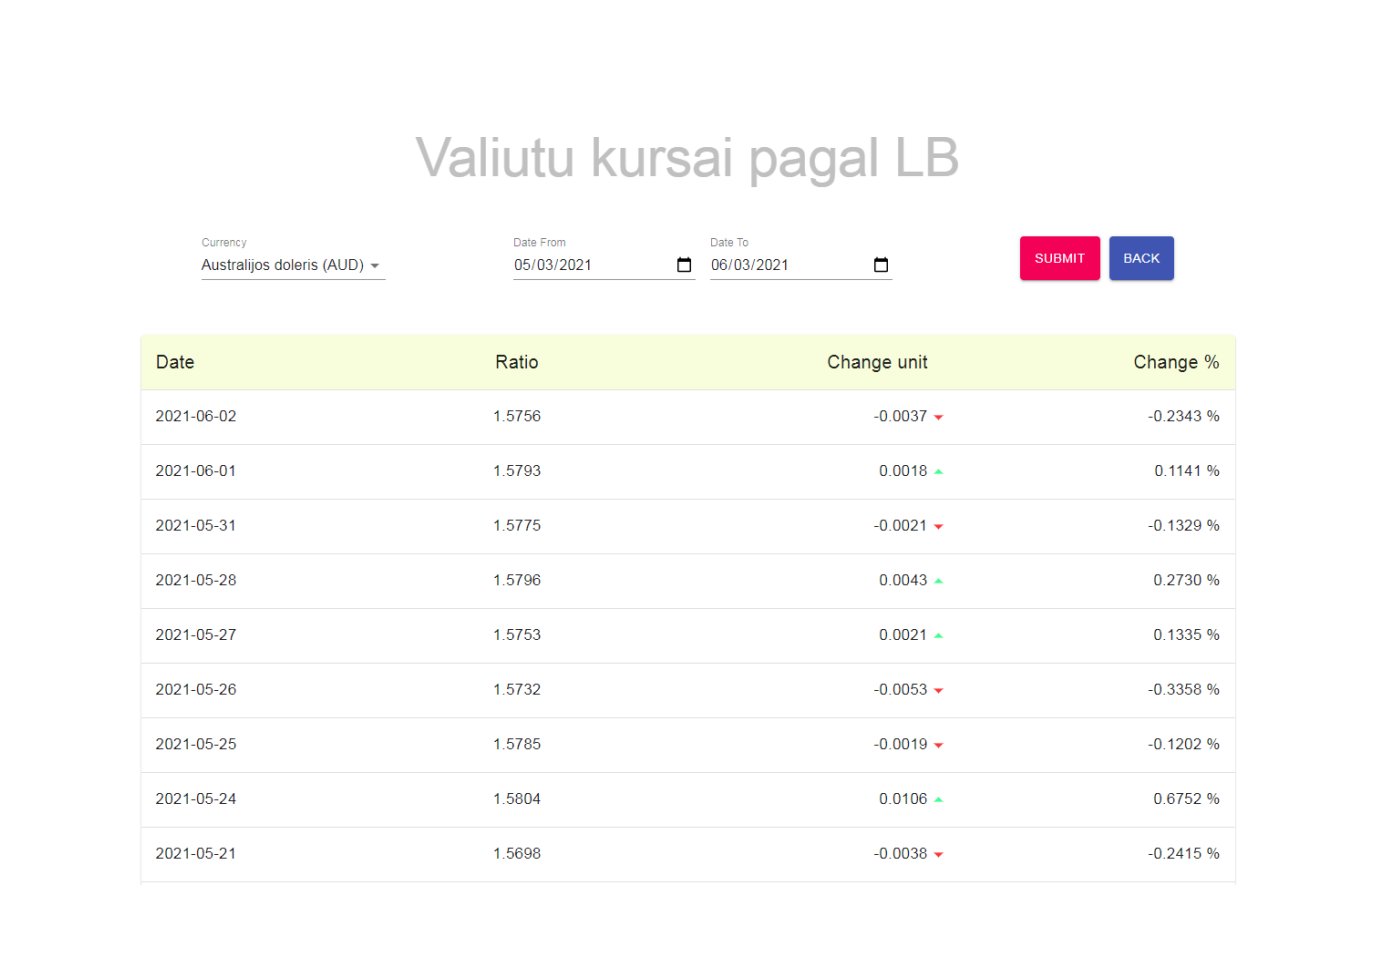 Valiutu kursai pagal LB
Currency Date From Date To
Australijos doleris (AUD) 05/03/2021 06/03/2021 SUBMIT BACK
Date Ratio Change unit Change %
2021-06-02 1.5756 -0.0037 -0.2343 %
2021-06-01 1.5793 0.0018 0.1141 %
2021-05-31 1.5775 -0.0021 -0.1329 %
2021-05-28 1.5796 0.0043 0.2730 %
2021-05-27 1.5753 0.0021 0.1335 %
2021-05-26 1.5732 -0.0053 -0.3358 %
2021-05-25 1.5785 -0.0019 -0.1202 %
2021-05-24 1.5804 0.0106 0.6752 %
2021-05-21 1.5698 -0.0038 -0.2415 %